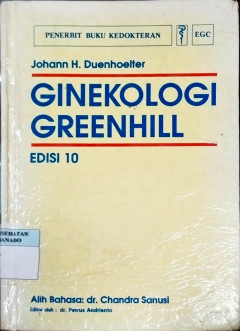 PENERBIT BUKU KEDOKTERAN
EGC
Johann H. Duenhoelter
GINEKOLOGI
GREENHILL
EDISI 10
Alih Bahasa: dr. Chandra Sanusi
Editor oleh : dr. Petrus Andrianto